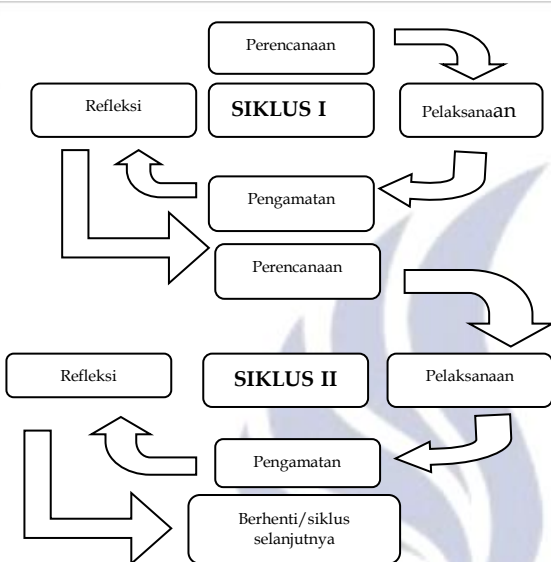 Perencanaan
Refleksi
SIKLUS I
Pelaksanaan
Pengamatan
Perencanaan
Refleksi
SIKLUS II
Pelaksanaan
Pengamatan
Berhenti/siklus
selanjutnya